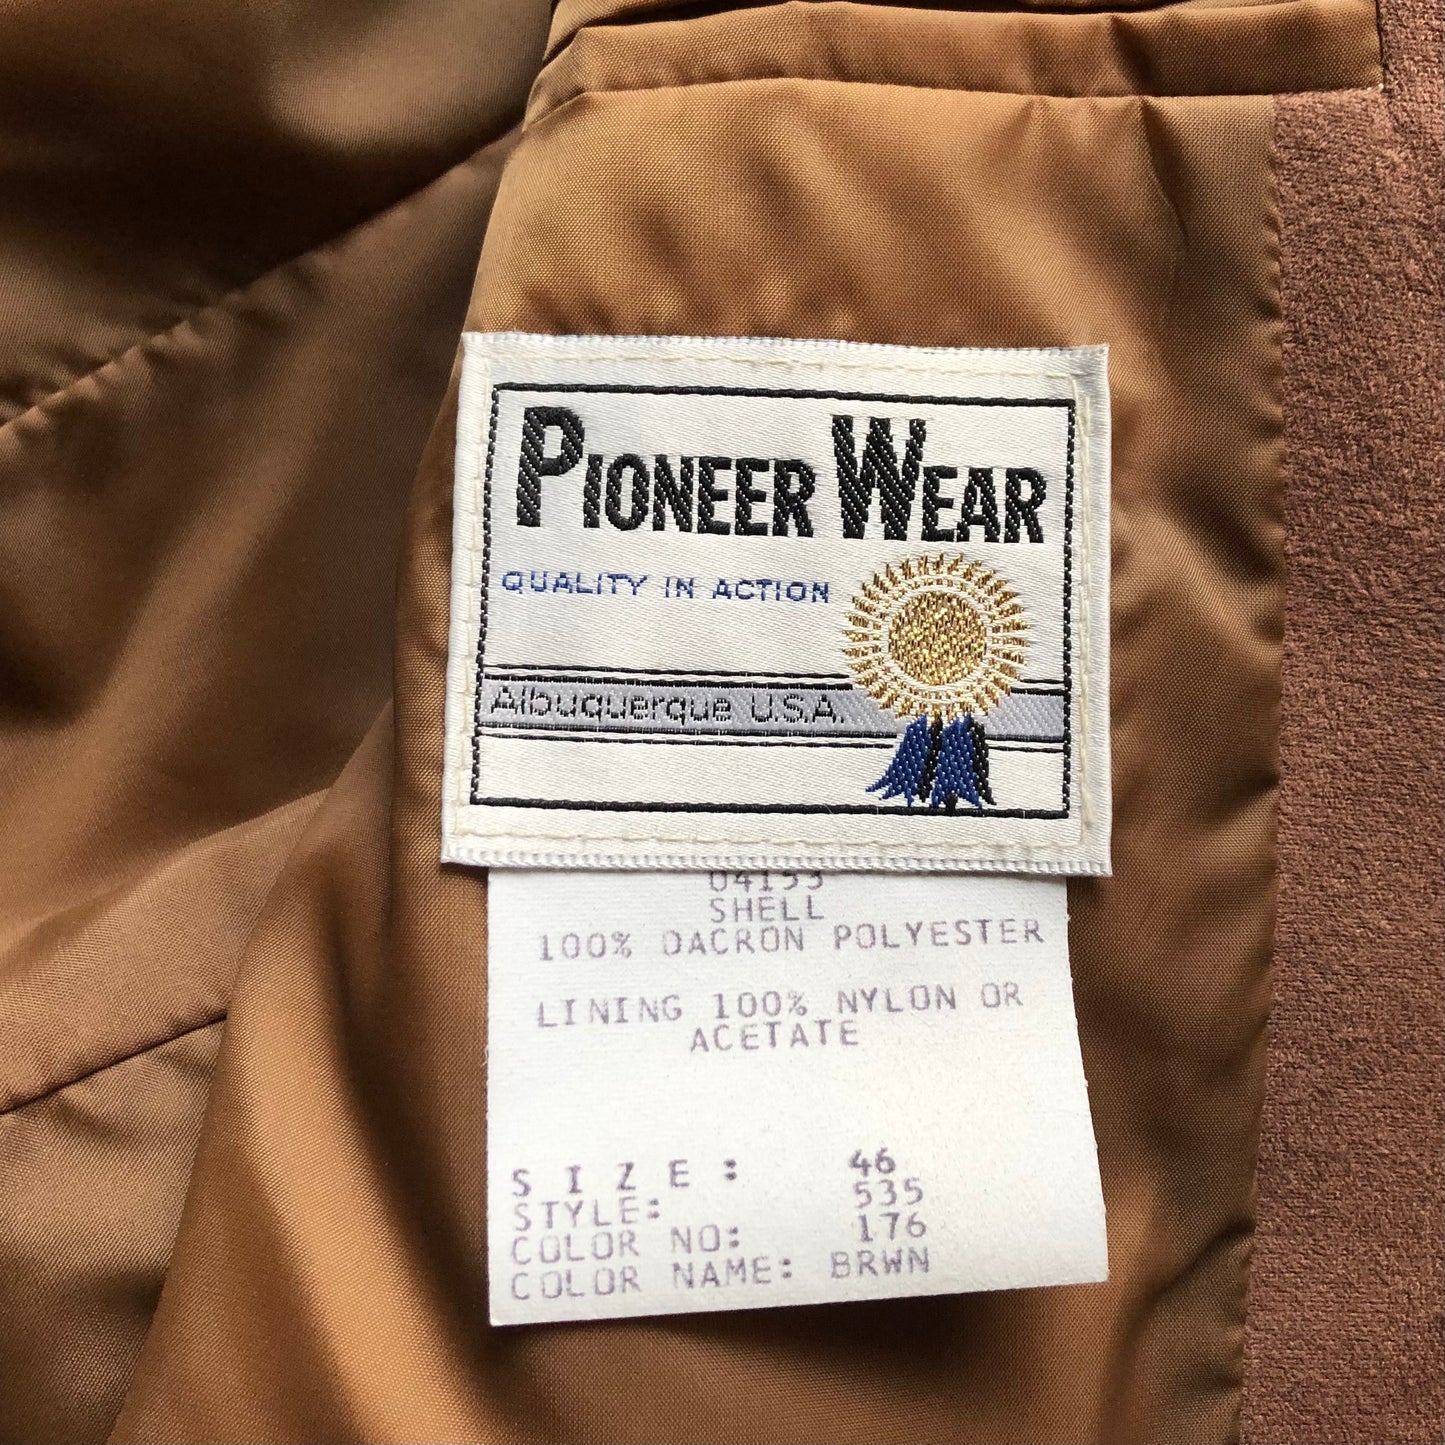 PIONEER WEAR
QUALITY IN ACTION
Albuquerque U.S.A.
04153
SHELL
100% DACRON POLYESTER
LINING 100% NYLON OR
ACETATE
SIZE: 46
STYLE: 535
COLOR NO: 176
COLOR NAME: BRWN